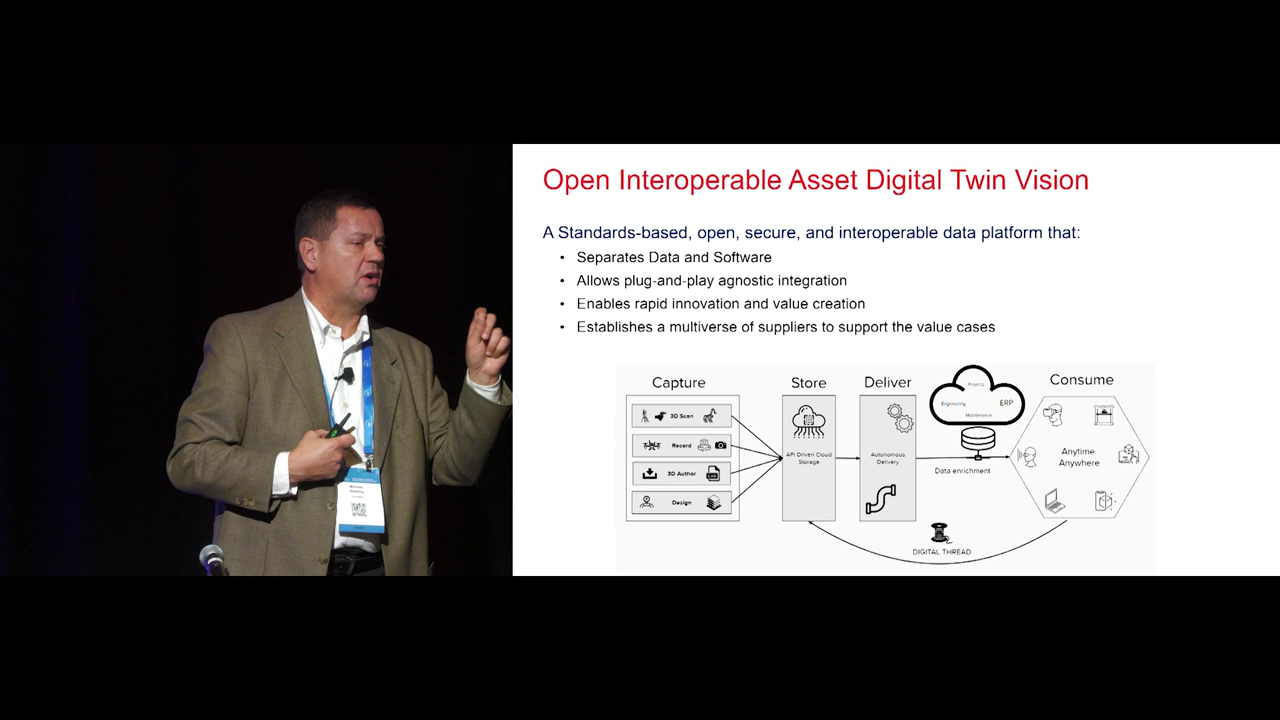 Open Interoperable Asset Digital Twin Vision
A Standards-based, open, secure, and interoperable data platform that:
• Separates Data and Software
• Allows plug-and-play agnostic integration
• Enables rapid innovation and value creation
• Establishes a multiverse of suppliers to support the value cases
Capture
Store
Deliver
Consume
3D Scan
Record
3D Author
Design
API Driven Cloud
Storage
Autonomous
Delivery
Projects
Engineering
ERP
Maintenance
Data enrichment
Anytime
Anywhere
DIGITAL THREAD